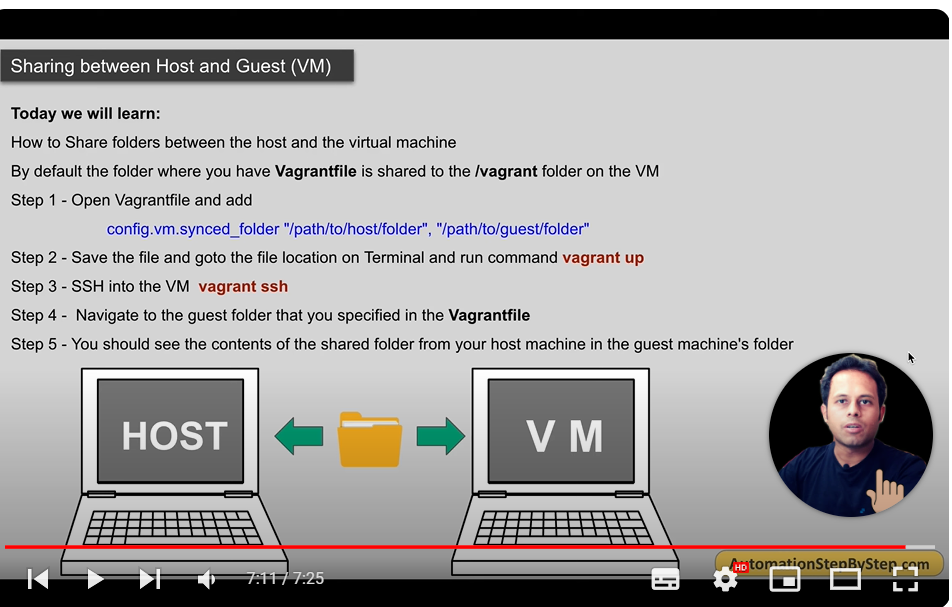 Sharing between Host and Guest (VM)
Today we will learn:
How to Share folders between the host and the virtual machine
By default the folder where you have Vagrantfile is shared to the /vagrant folder on the VM
Step 1 - Open Vagrantfile and add
config.vm.synced_folder "/path/to/host/folder", "/path/to/guest/folder"
Step 2 - Save the file and goto the file location on Terminal and run command vagrant up
Step 3 - SSH into the VM vagrant ssh
Step 4 - Navigate to the guest folder that you specified in the Vagrantfile
Step 5 - You should see the contents of the shared folder from your host machine in the guest machine's folder
HOST
V M
AutomationStepByStep.com
7:11 / 7:25
HD